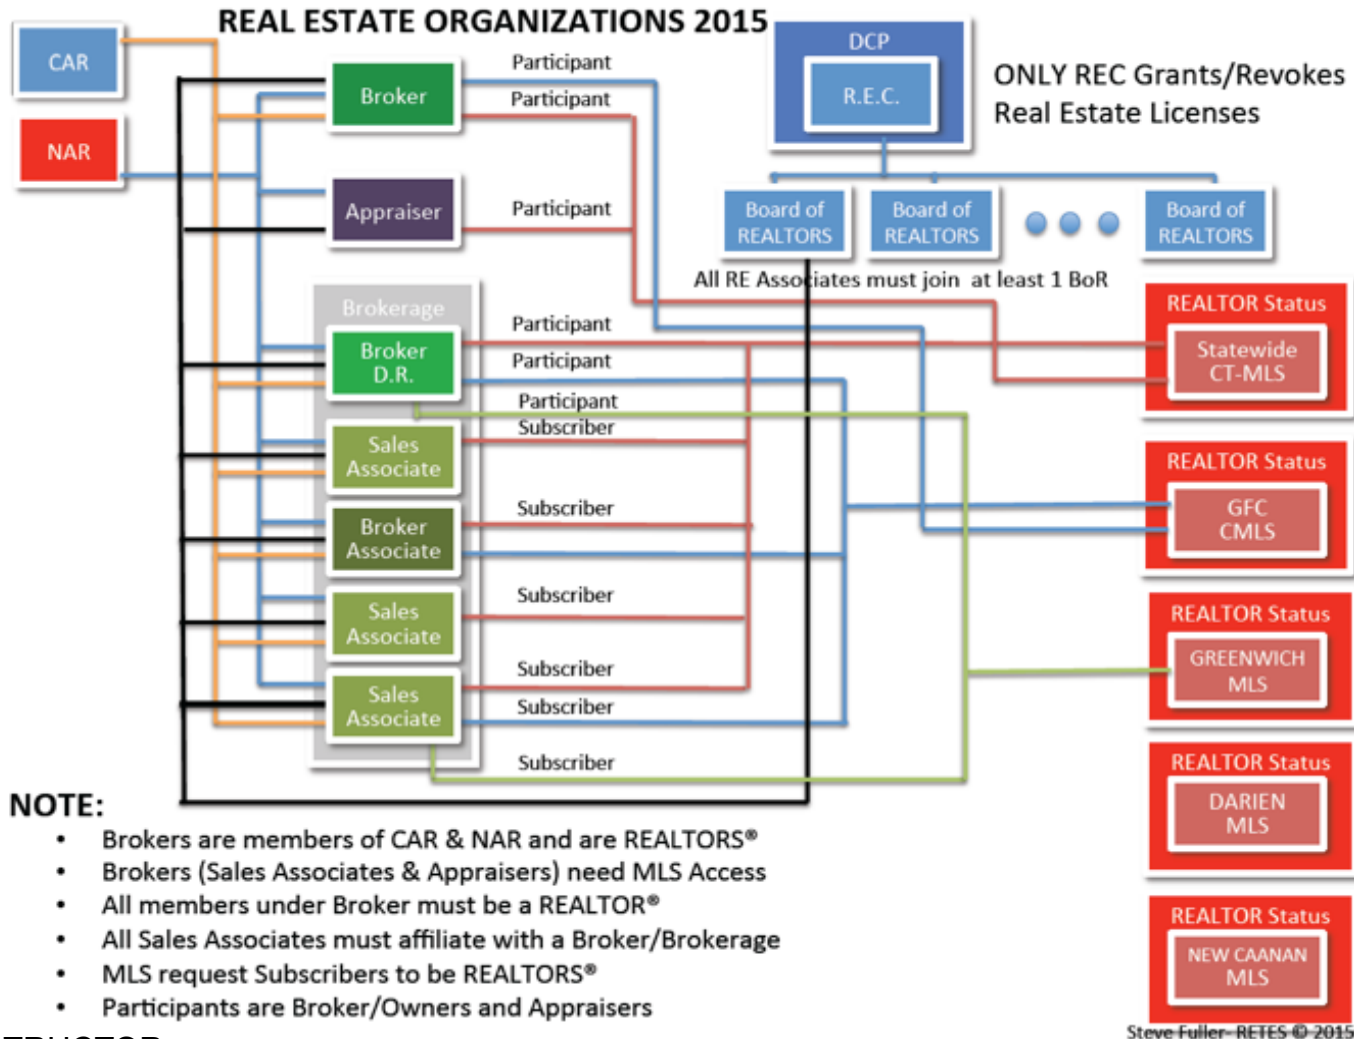 REAL ESTATE ORGANIZATIONS 2015
CAR
NAR
Broker
Appraiser
Brokerage
Broker
D.R.
Sales
Associate
Broker
Associate
Sales
Associate
Sales
Associate
Participant
Participant
Participant
Participant
Participant
Participant
Subscriber
Subscriber
Subscriber
Subscriber
Subscriber
Subscriber
DCP
R.E.C.
ONLY REC Grants/Revokes
Real Estate Licenses
Board of
REALTORS
Board of
REALTORS
Board of
REALTORS
All RE Associates must join at least 1 BoR
REALTOR Status
Statewide
CT-MLS
REALTOR Status
GFC
CMLS
REALTOR Status
GREENWICH
MLS
REALTOR Status
DARIEN
MLS
REALTOR Status
NEW CAANAN
MLS
NOTE:
• Brokers are members of CAR & NAR and are REALTORS®
• Brokers (Sales Associates & Appraisers) need MLS Access
• All members under Broker must be a REALTOR®
• All Sales Associates must affiliate with a Broker/Brokerage
• MLS request Subscribers to be REALTORS®
• Participants are Broker/Owners and Appraisers
Steve Fuller- RETES © 2015